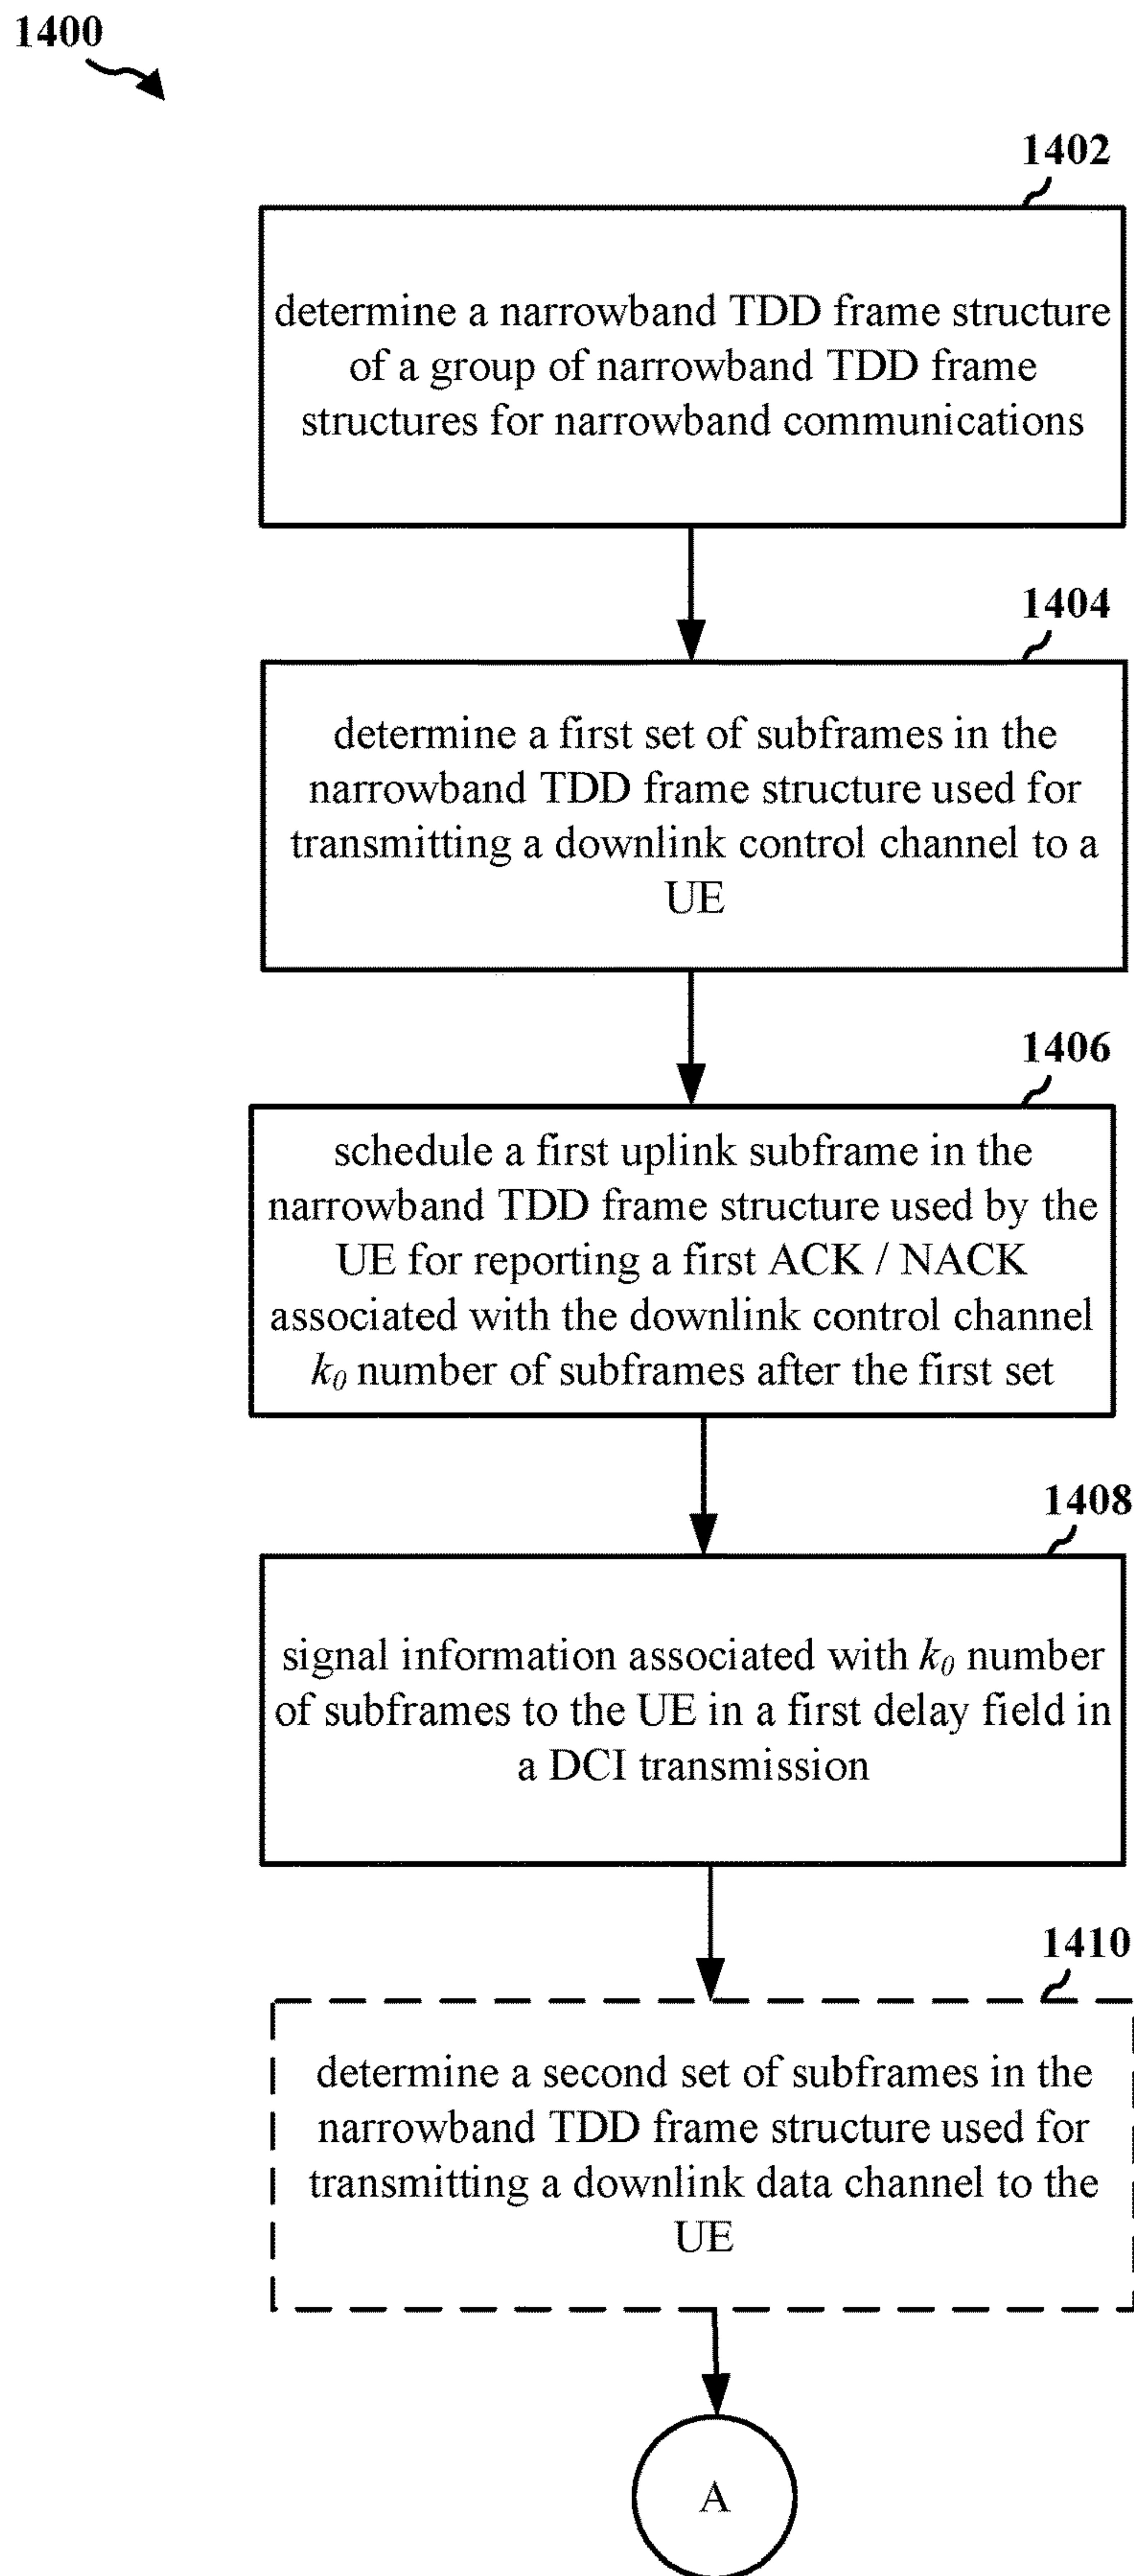 1400
1402
determine a narrowband TDD frame structure
of a group of narrowband TDD frame
structures for narrowband communications
1404
determine a first set of subframes in the
narrowband TDD frame structure used for
transmitting a downlink control channel to a
UE
1406
schedule a first uplink subframe in the
narrowband TDD frame structure used by the
UE for reporting a first ACK / NACK
associated with the downlink control channel
k0 number of subframes after the first set
1408
signal information associated with k0 number
of subframes to the UE in a first delay field in
a DCI transmission
1410
determine a second set of subframes in the
narrowband TDD frame structure used for
transmitting a downlink data channel to the
UE
A